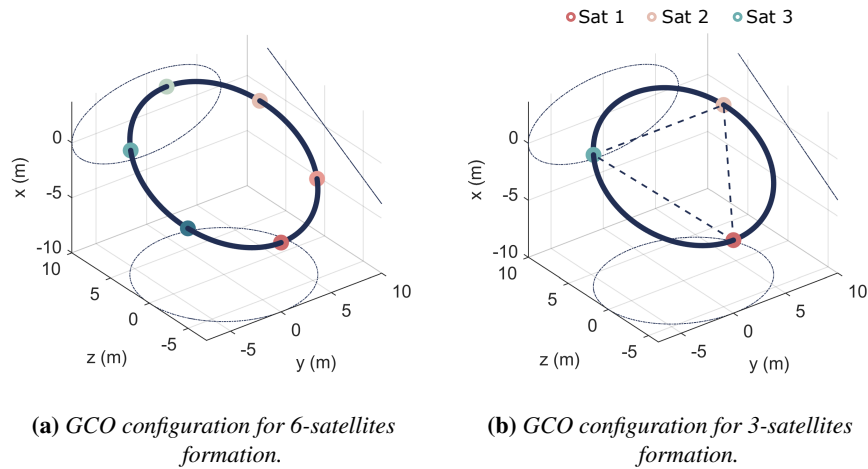 Sat 1 Sat 2 Sat 3
0
-5
-10
x (m)
10
5
0
-5
z (m)
-5
0
5
10
y (m)
0
-5
-10
x (m)
10
5
0
-5
z (m)
-5
0
5
10
y (m)
(a) GCO configuration for 6-satellites
formation.
(b) GCO configuration for 3-satellites
formation.